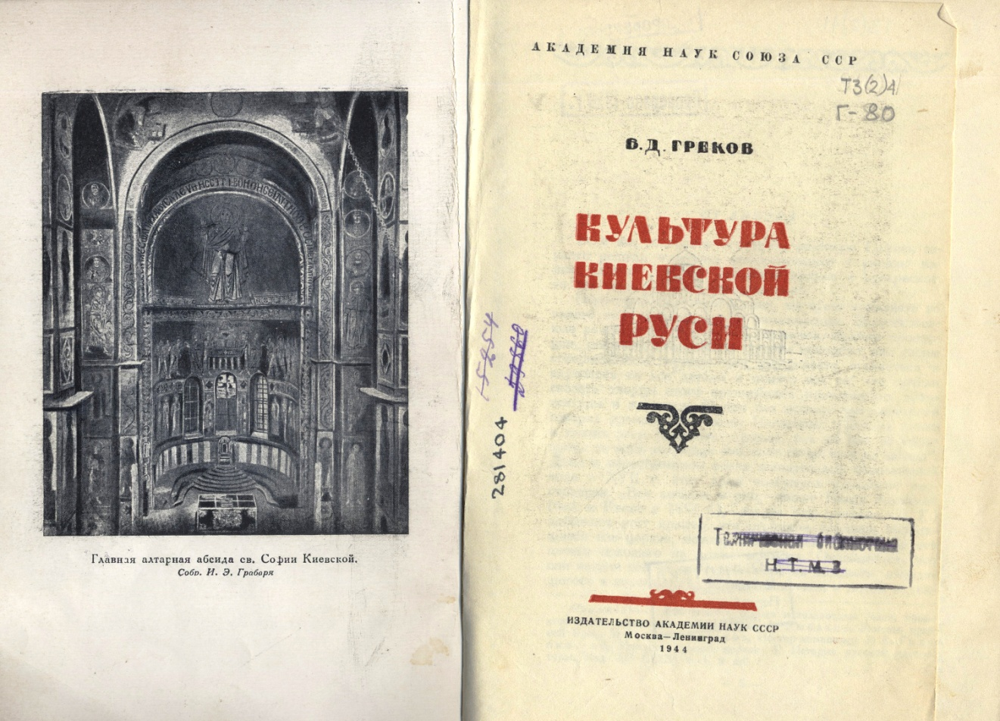 Главная алтарная абсида св. Софии Киевской.
Собр. И. Э. Грабаря
АКАДЕМИЯ НАУК СОЮЗА ССР
Т3(2)4
Г-80
Б.Д. ГРЕКОВ
КУЛЬТУРА
КИЕВСКОЙ
РУСИ
15254
281404
Техническая библиотека
Н.Т.М.З.
ИЗДАТЕЛЬСТВО АКАДЕМИИ НАУК СССР
Москва—Ленинград
1944